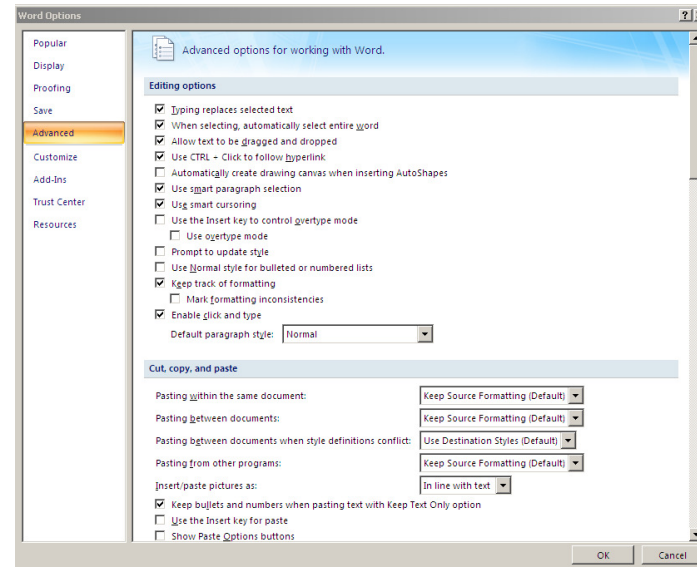 Word Options
Popular
Display
Proofing
Save
Advanced
Customize
Add-Ins
Trust Center
Resources
Advanced options for working with Word.
Editing options
Typing replaces selected text
When selecting, automatically select entire word
Allow text to be dragged and dropped
Use CTRL + Click to follow hyperlink
Automatically create drawing canvas when inserting AutoShapes
Use smart paragraph selection
Use smart cursoring
Use the Insert key to control overtype mode
Use overtype mode
Prompt to update style
Use Normal style for bulleted or numbered lists
Keep track of formatting
Mark formatting inconsistencies
Enable click and type
Default paragraph style: Normal
Cut, copy, and paste
Pasting within the same document: Keep Source Formatting (Default)
Pasting between documents: Keep Source Formatting (Default)
Pasting between documents when style definitions conflict: Use Destination Styles (Default)
Pasting from other programs: Keep Source Formatting (Default)
Insert/paste pictures as: In line with text
Keep bullets and numbers when pasting text with Keep Text Only option
Use the Insert key for paste
Show Paste Options buttons
OK Cancel